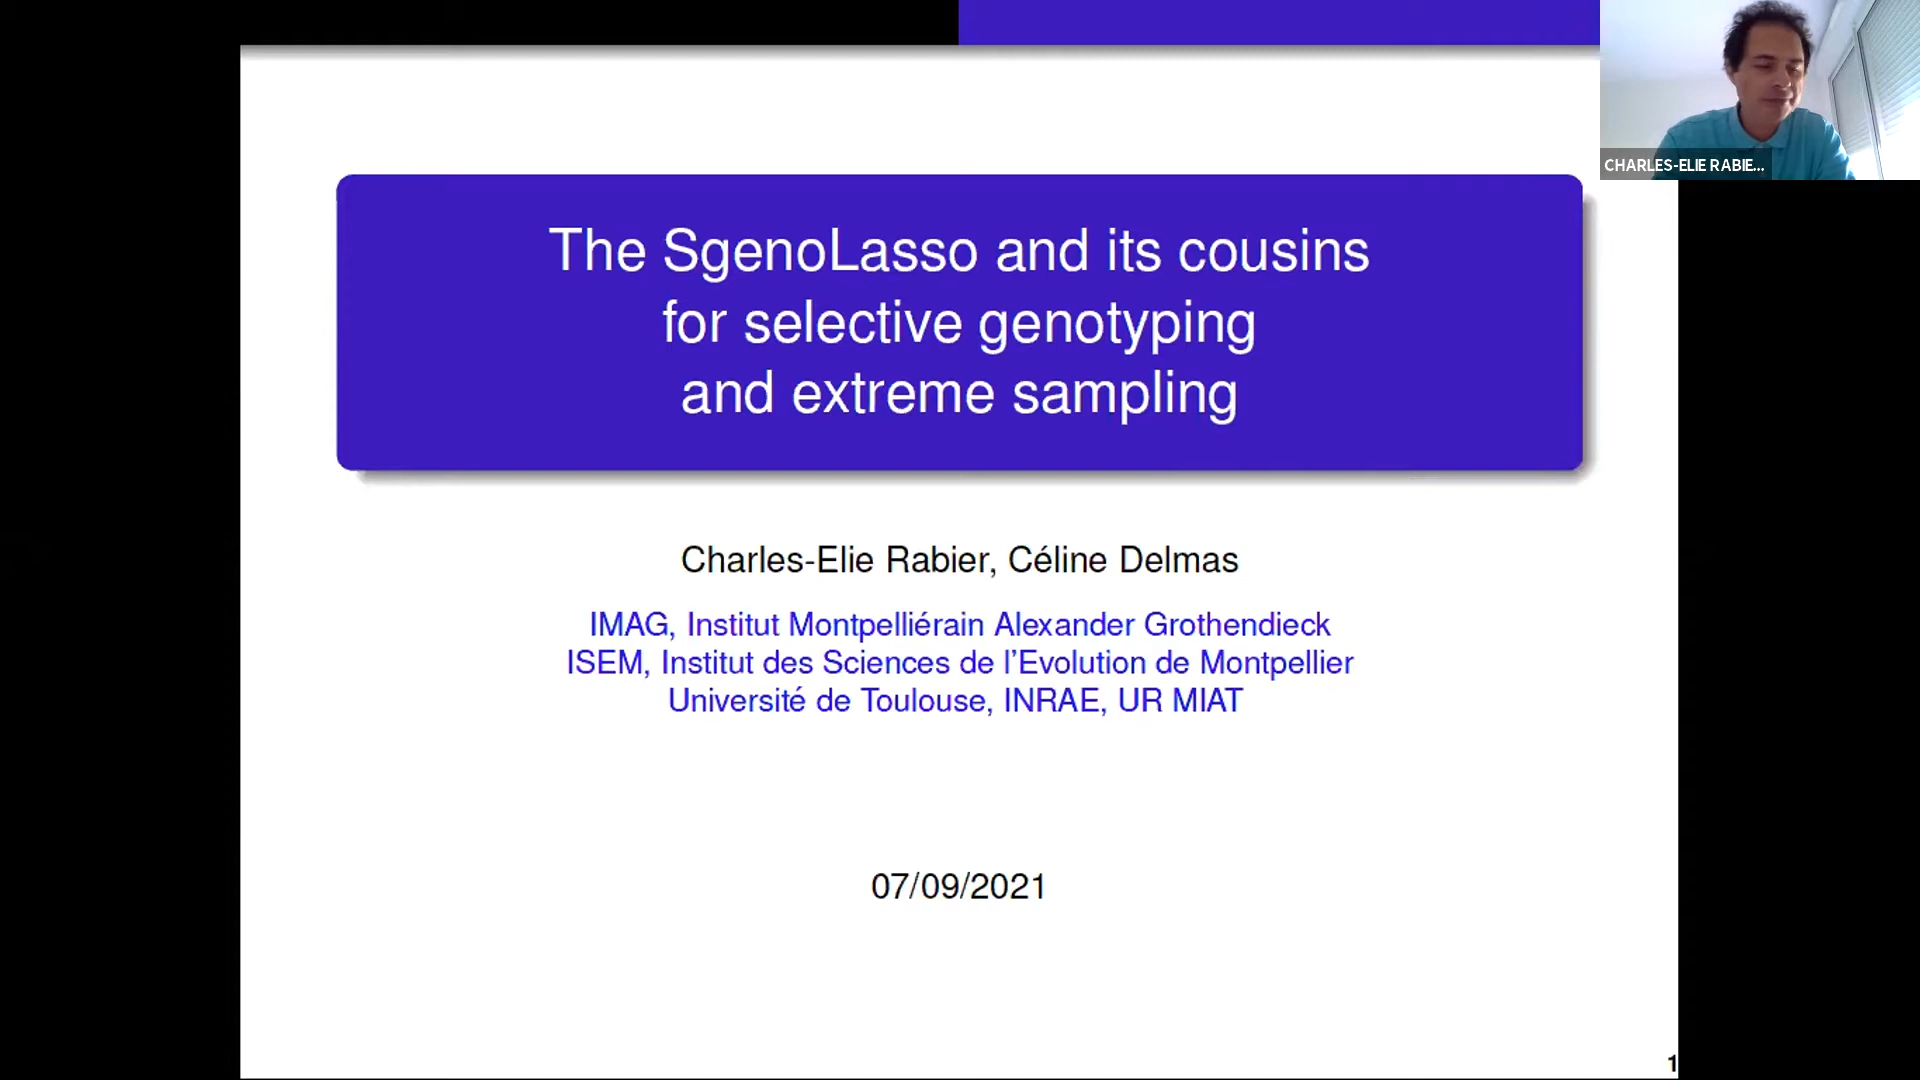 CHARLES-ELIE RABIE...
The SgenoLasso and its cousins
for selective genotyping
and extreme sampling
Charles-Elie Rabier, Céline Delmas
IMAG, Institut Montpelliérain Alexander Grothendieck
ISEM, Institut des Sciences de l'Evolution de Montpellier
Université de Toulouse, INRAE, UR MIAT
07/09/2021
1